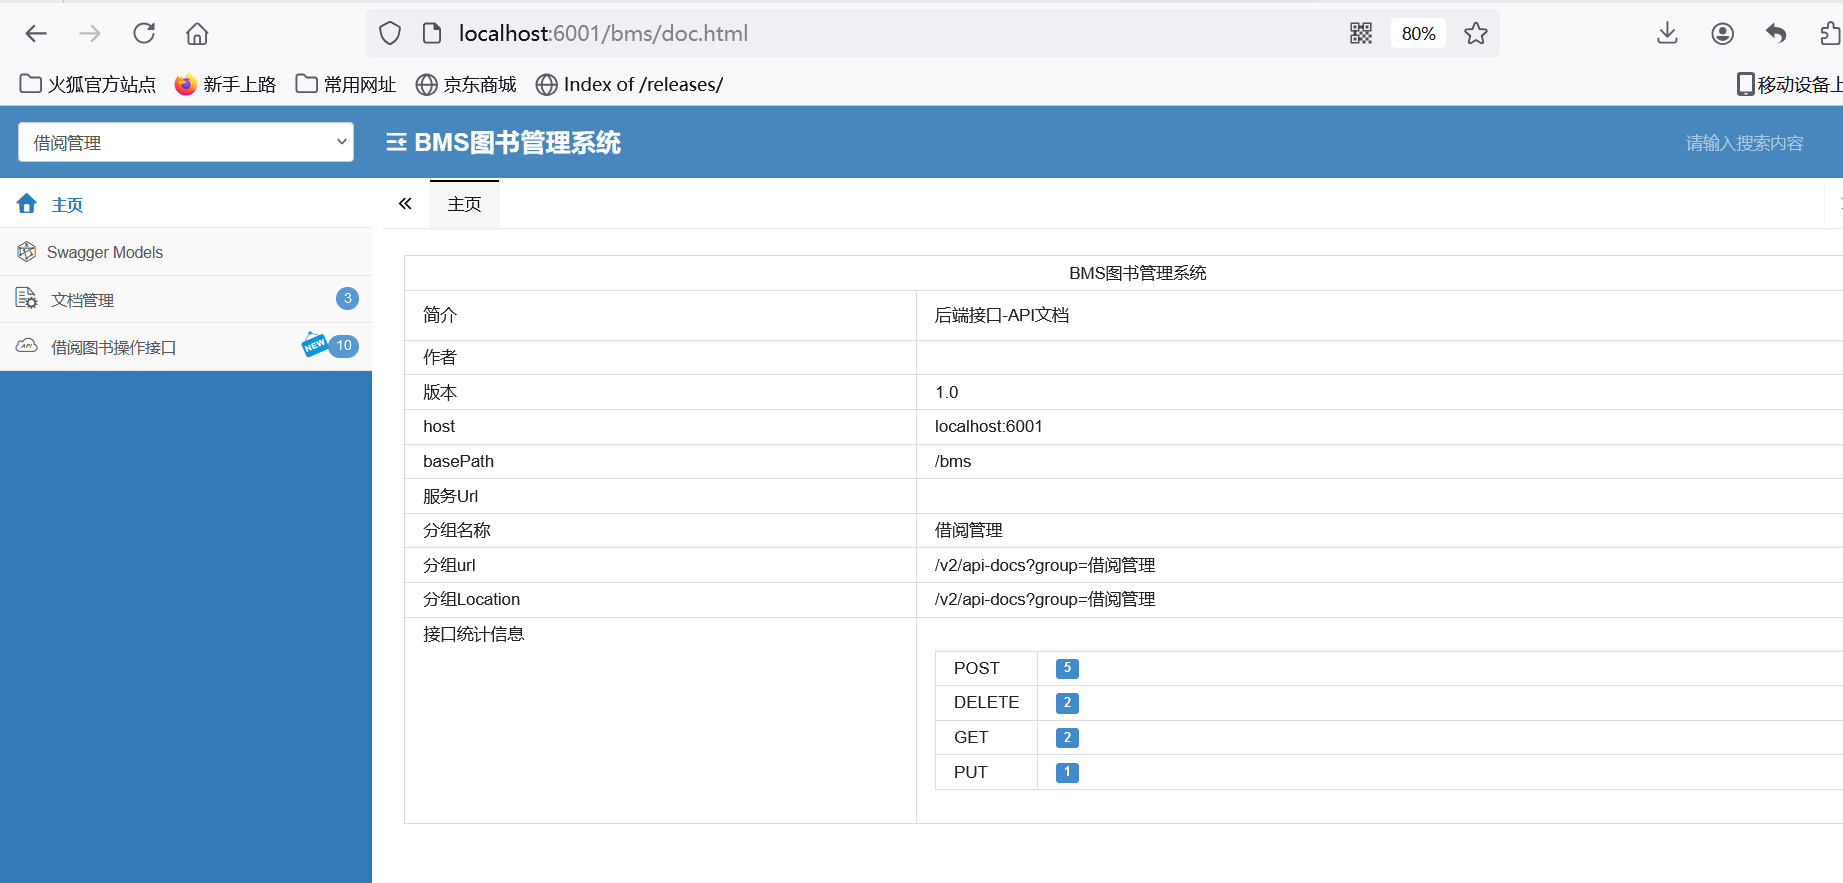 localhost:6001/bms/doc.html
80%
火狐官方站点
新手上路
常用网址
京东商城
Index of /releases/
移动设备上
借阅管理
BMS图书管理系统
请输入搜索内容
主页
Swagger Models
文档管理
3
借阅图书操作接口
NEW
10
主页
BMS图书管理系统
简介
后端接口-API文档
作者
版本
1.0
host
localhost:6001
basePath
/bms
服务Url
分组名称
借阅管理
分组url
/v2/api-docs?group=借阅管理
分组Location
/v2/api-docs?group=借阅管理
接口统计信息
POST
5
DELETE
2
GET
2
PUT
1